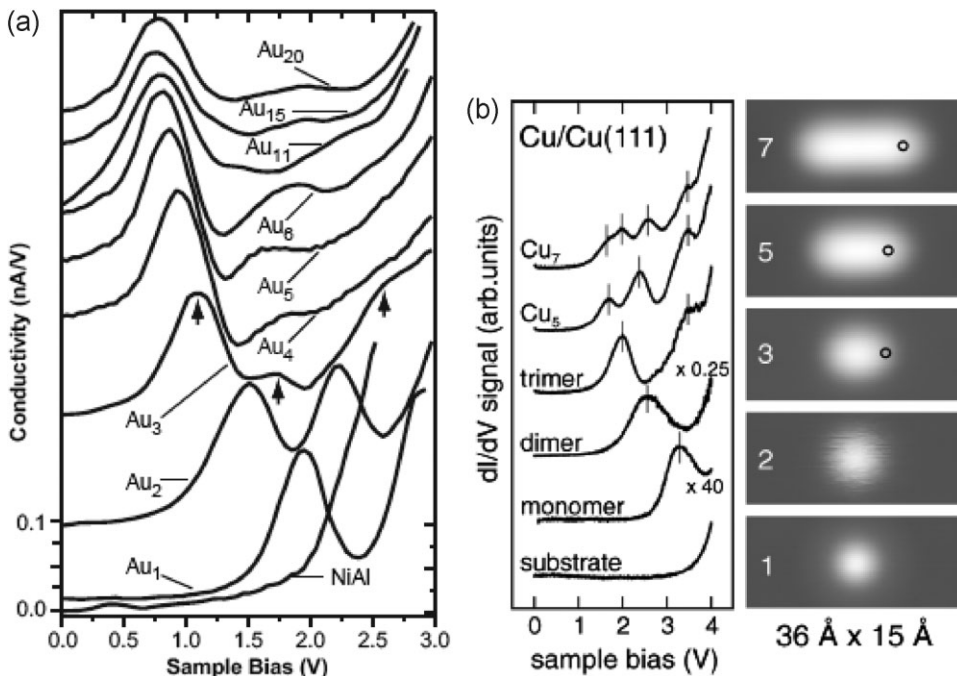 (a)
Au20
Au15
Au11
Au6
Au5
Au4
Au3
Au2
Au1
NiAl
Conductivity (nA/V)
0.1
0.0
0.0 0.5 1.0 1.5 2.0 2.5 3.0
Sample Bias (V)
(b)
Cu/Cu(111)
Cu7
Cu5
trimer
x 0.25
dimer
monomer
x 40
substrate
dI/dV signal (arb.units)
0 1 2 3 4
sample bias (V)
7
5
3
2
1
36 Å x 15 Å